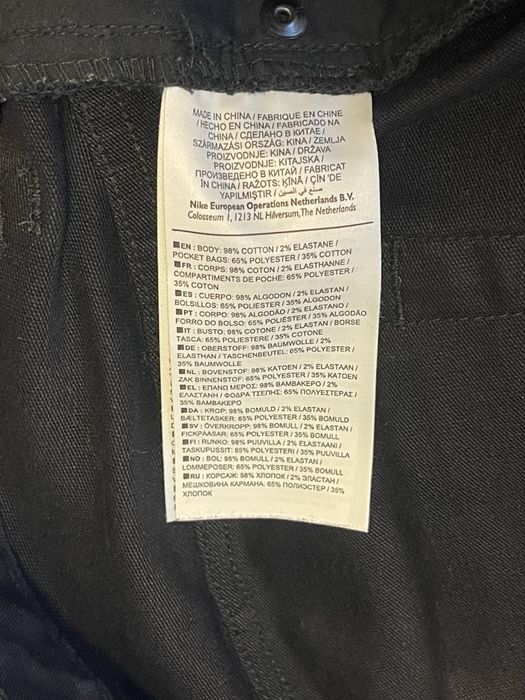 MADE IN CHINA / FABRIQUE EN CHINE
/ HECHO EN CHINA / FABRICADO NA
CHINA / СДЕЛАНО В КИТАЕ /
SZÁRMAZÁSI ORSZÁG: KINA / ZEMLJA
PROIZVODNJE: KINA / DRŽAVA
PROIZVODNJE: KITAJSKA /
ПРОИЗВЕДЕНО В КИТАЙ / FABRICAT
ÎN CHINA / RAŽOTS: ĶĪNĀ / ÇİN 'DE
YAPILMIŞTIR / صنع في الصين
Nike European Operations Netherlands B.V.
Colosseum 1, 1213 NL Hilversum, The Netherlands
EN : BODY: 98% COTTON / 2% ELASTANE /
POCKET BAGS: 65% POLYESTER / 35% COTTON
FR : CORPS: 98% COTON / 2% ELASTHANNE /
COMPARTIMENTS DE POCHE: 65% POLYESTER /
35% COTON
ES : CUERPO: 98% ALGODON / 2% ELASTAN /
BOLSILLOS: 65% POLIESTER / 35% ALGODON
PT : CORPO: 98% ALGODÃO / 2% ELASTANO /
FORRO DO BOLSO: 65% POLIÉSTER / 35% ALGODÃO
IT : BUSTO: 98% COTONE / 2% ELASTAN / BORSE
TASCA: 65% POLIESTERE / 35% COTONE
DE : OBERSTOFF: 98% BAUMWOLLE / 2%
ELASTHAN / TASCHENBEUTEL: 65% POLYESTER /
35% BAUMWOLLE
NL : BOVENSTOF: 98% KATOEN / 2% ELASTAAN /
ZAK BINNENSTOF: 65% POLYESTER / 35% KATOEN
EL : ΕΠΑΝΩ ΜΕΡΟΣ: 98% ΒΑΜΒΑΚΕΡΟ / 2%
ΕΛΑΣΤΑΝΗ / ΦΟΔΡΑ ΤΣΕΠΗΣ: 65% ΠΟΛΥΕΣΤΕΡΑΣ /
35% ΒΑΜΒΑΚΕΡΟ
DA : KROP: 98% BOMULD / 2% ELASTAN /
BÆLTETASKER: 65% POLYESTER / 35% BOMULD
SV : ÖVERKROPP: 98% BOMULL / 2% ELASTAN /
FICKPÅSAR: 65% POLYESTER / 35% BOMULL
FI : RUNKO: 98% PUUVILLA / 2% ELASTAANI /
TASKUPUSSIT: 65% POLYESTERI / 35% PUUVILLA
NO : BOL: 98% BOMULL / 2% ELASTAN /
LOMMEPOSER: 65% POLYESTER / 35% BOMULL
RU : КОРСАЖ: 98% ХЛОПОК / 2% ЭЛАСТАН /
МЕШКОВИНА КАРМАНА: 65% ПОЛИЭСТЕР / 35%
ХЛОПОК